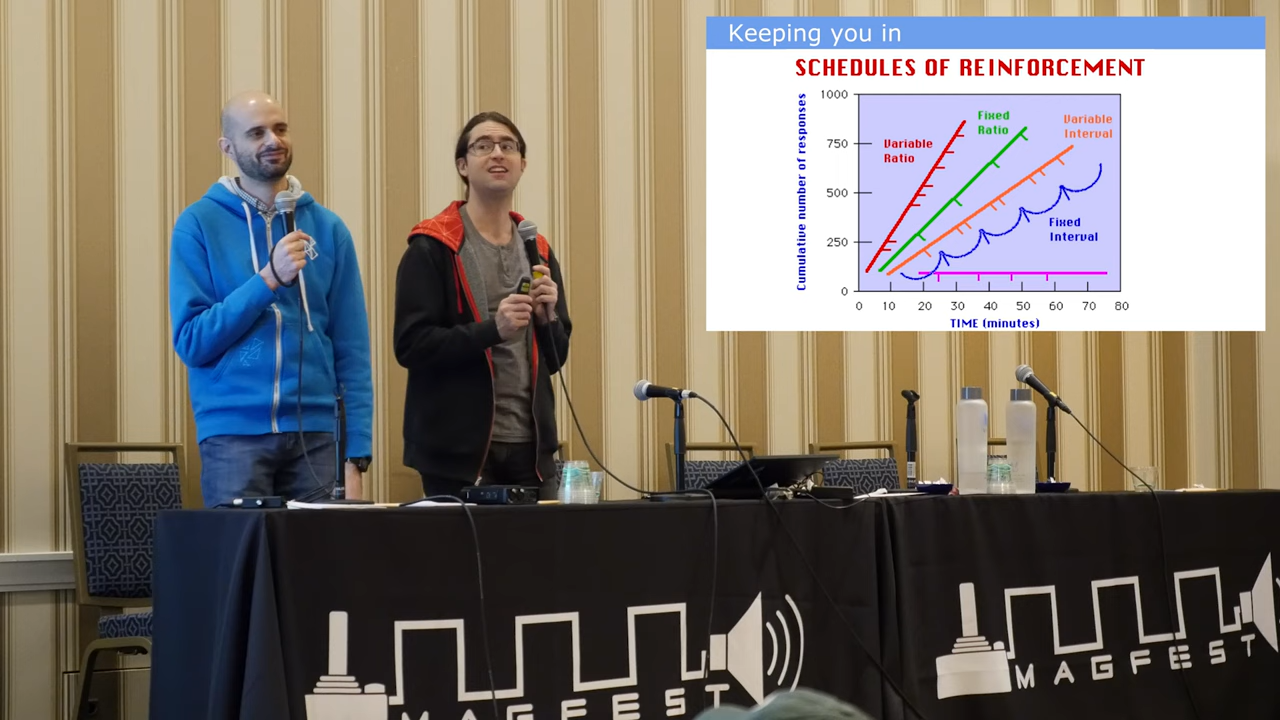 Keeping you in
SCHEDULES OF REINFORCEMENT
Cumulative number of responses
1000
750
500
250
0
Variable
Ratio
Fixed
Ratio
Variable
Interval
Fixed
Interval
0 10 20 30 40 50 60 70 80
TIME (minutes)
MAGFEST
MAGFEST